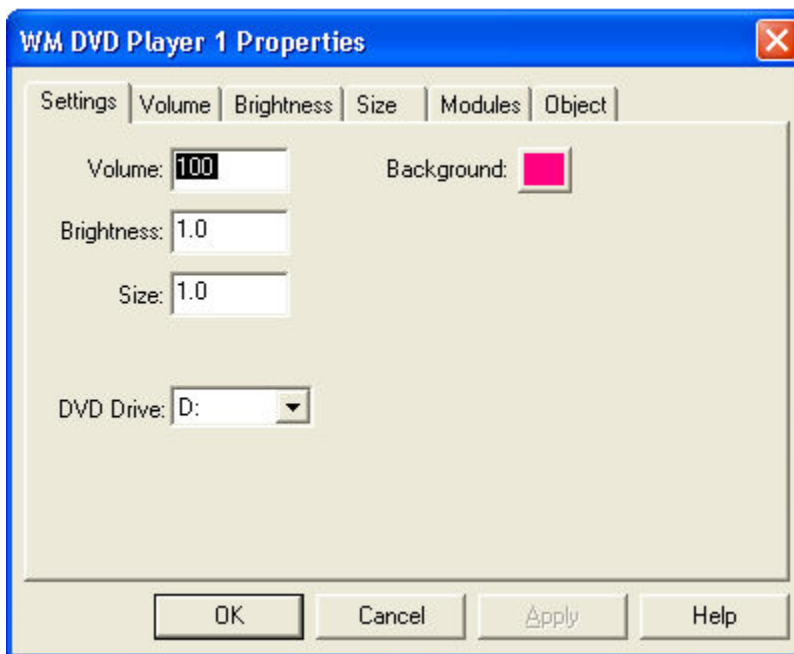 WM DVD Player 1 Properties
Settings Volume Brightness Size Modules Object
Volume: 100 Background:
Brightness: 1.0
Size: 1.0
DVD Drive: D:
OK Cancel Apply Help